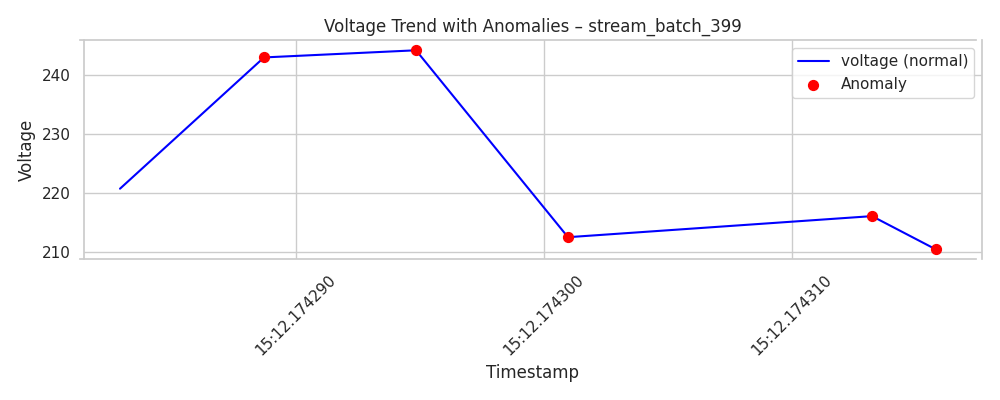 Voltage Trend with Anomalies – stream_batch_399
voltage (normal)
Anomaly
Voltage
240
230
220
210
15:12.174290
15:12.174300
15:12.174310
Timestamp